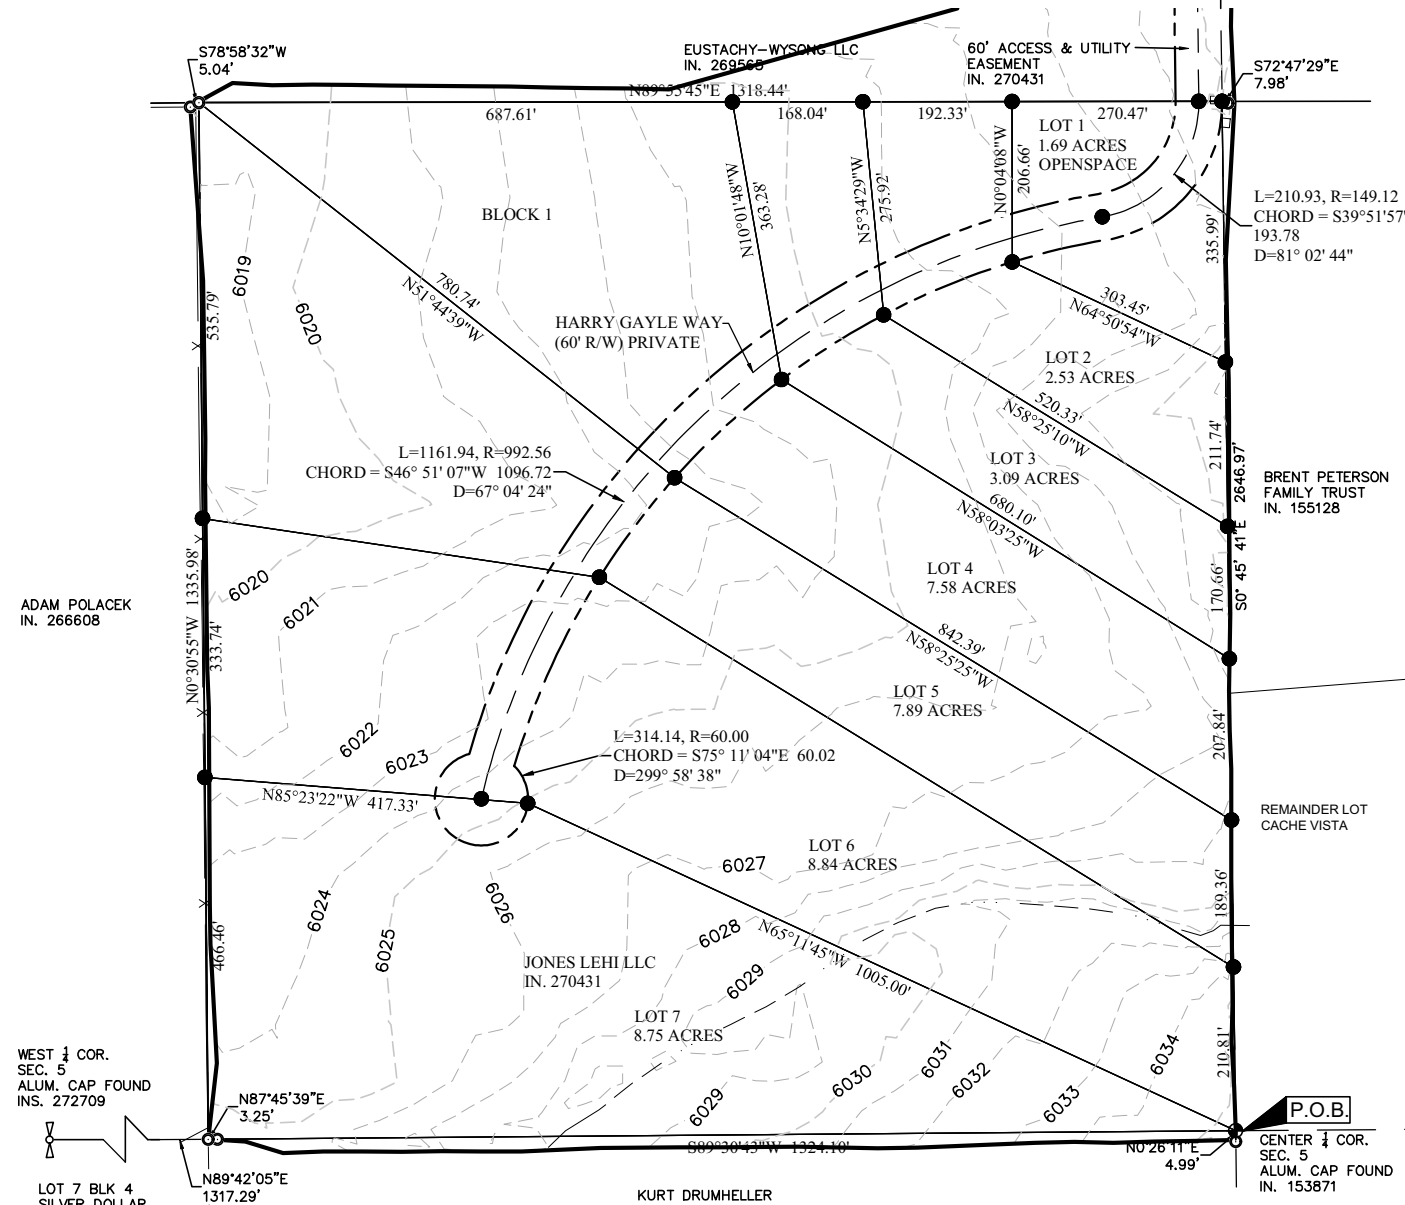 S78°58'32"W
5.04'
EUSTACHY-WYSONG LLC
IN. 269565
60' ACCESS & UTILITY
EASEMENT
IN. 270431
S72°47'29"E
7.98'
N89°55'45"E 1318.44'
687.61'
168.04'
192.33'
270.47'
LOT 1
1.69 ACRES
OPENSPACE
N10°01'48"W
363.28'
N5°34'29"W
275.92'
N0°04'08"W
206.66'
L=210.93, R=149.12
CHORD = S39°51'57"
193.78
D=81° 02' 44"
335.99'
BLOCK 1
6019
6020
535.79'
780.74'
N51°44'39"W
HARRY GAYLE WAY
(60' R/W) PRIVATE
303.45'
N64°50'54"W
LOT 2
2.53 ACRES
520.33'
N58°25'10"W
211.74'
L=1161.94, R=992.56
CHORD = S46° 51' 07"W 1096.72
D=67° 04' 24"
LOT 3
3.09 ACRES
680.10'
N58°03'25"W
BRENT PETERSON
FAMILY TRUST
IN. 155128
S0° 45' 41"E 2646.97'
170.66'
LOT 4
7.58 ACRES
842.39'
N58°25'25"W
ADAM POLACEK
IN. 266608
N0°30'55"W 1335.98'
333.74'
6020
6021
6022
6023
LOT 5
7.89 ACRES
207.84'
L=314.14, R=60.00
CHORD = S75° 11' 04"E 60.02
D=299° 58' 38"
N85°23'22"W 417.33'
REMAINDER LOT
CACHE VISTA
LOT 6
8.84 ACRES
6027
189.36'
6024
6025
6026
6028
6029
N65°11'45"W 1005.00'
466.46'
JONES LEHI LLC
IN. 270431
LOT 7
8.75 ACRES
6029
6030
6031
6032
6033
6034
210.81'
WEST 1/4 COR.
SEC. 5
ALUM. CAP FOUND
INS. 272709
N87°45'39"E
3.25'
P.O.B.
S89°30'43"W 1324.10'
N0°26'11"E
4.99'
CENTER 1/4 COR.
SEC. 5
ALUM. CAP FOUND
IN. 153871
N89°42'05"E
1317.29'
LOT 7 BLK 4
SILVER DOLLAR
KURT DRUMHELLER